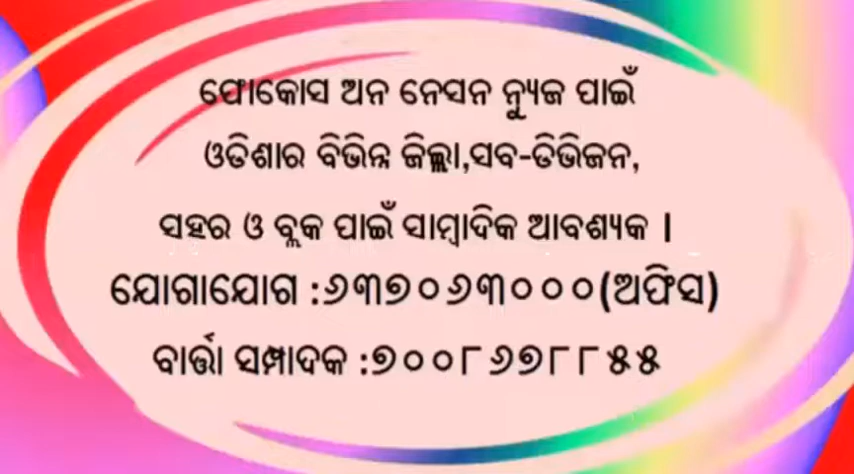 ଫୋକୋସ ଅନ ନେସନ ନ୍ୟୁଜ ପାଇଁ
ଓଡିଶାର ବିଭିନ୍ନ ଜିଲ୍ଲା,ସବ-ଡିଭିଜନ,
ସହର ଓ ବ୍ଲକ ପାଇଁ ସାମ୍ବାଦିକ ଆବଶ୍ୟକ ।
ଯୋଗାଯୋଗ :୬୩୭୦୬୩୦୦୦(ଅଫିସ)
ବାର୍ତ୍ତା ସମ୍ପାଦକ :୭୦୦୮୬୭୮୮୫୫